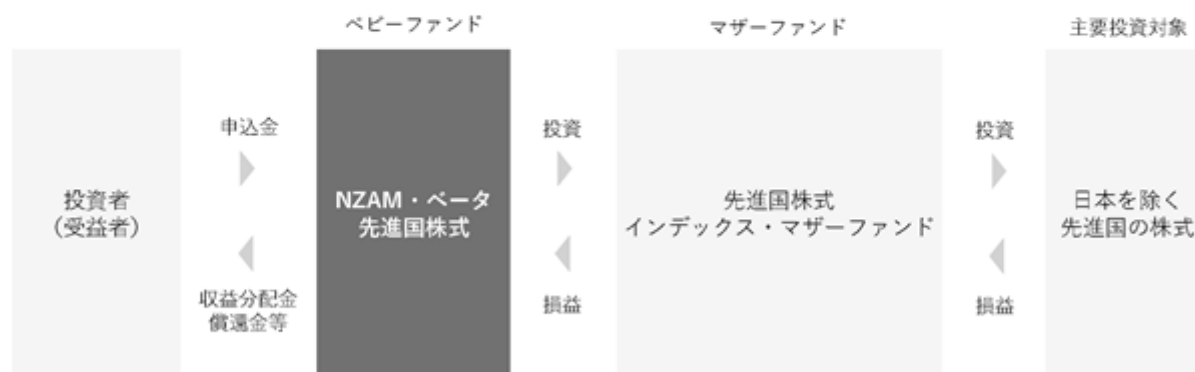 ベビーファンド
マザーファンド
主要投資対象
投資者
(受益者)
申込金
収益分配金
償還金等
NZAM・ベータ
先進国株式
投資
損益
先進国株式
インデックス・マザーファンド
投資
損益
日本を除く
先進国の株式